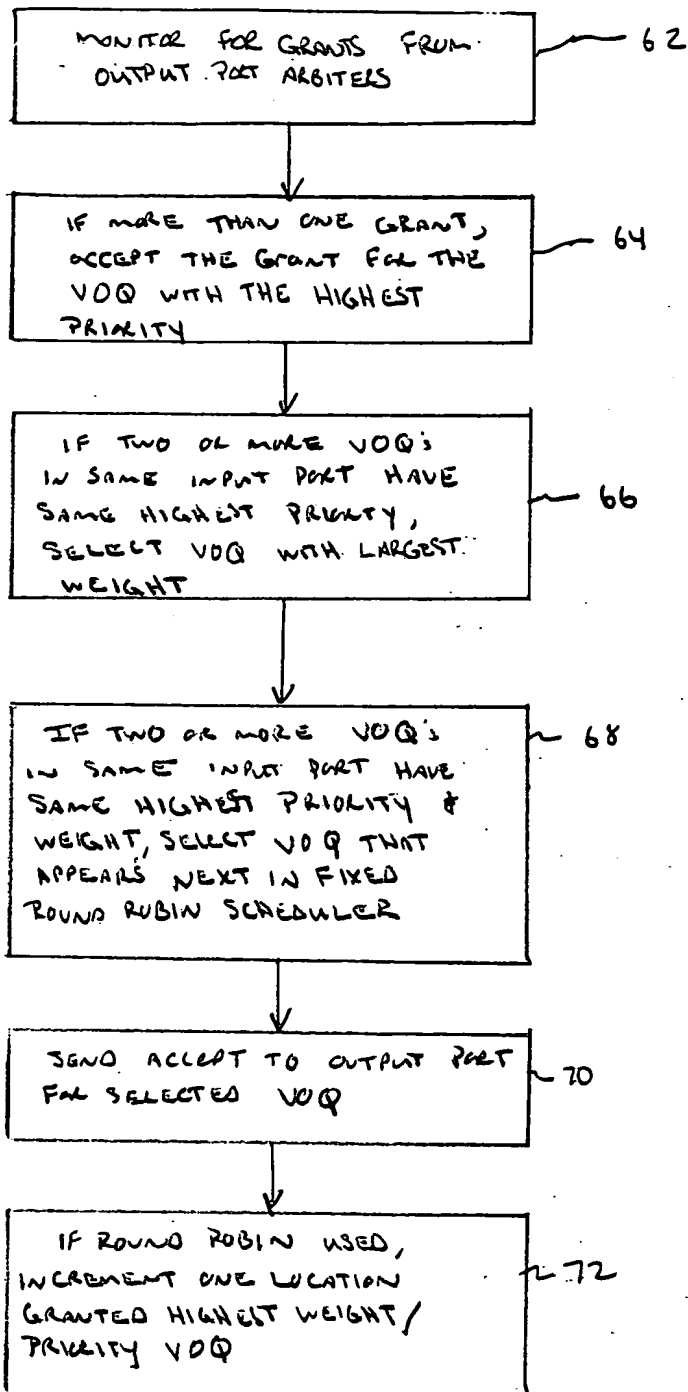 MONITOR FOR GRANTS FROM
OUTPUT PORT ARBITERS
62
IF MORE THAN ONE GRANT,
ACCEPT THE GRANT FOR THE
VOQ WITH THE HIGHEST
PRIORITY
64
IF TWO OR MORE VOQ's
IN SAME INPUT PORT HAVE
SAME HIGHEST PRIORITY,
SELECT VOQ WITH LARGEST
WEIGHT
66
IF TWO OR MORE VOQ's
IN SAME INPUT PORT HAVE
SAME HIGHEST PRIORITY &
WEIGHT, SELECT VOQ THAT
APPEARS NEXT IN FIXED
ROUND ROBIN SCHEDULER
68
SEND ACCEPT TO OUTPUT PORT
FOR SELECTED VOQ
70
IF ROUND ROBIN USED,
INCREMENT ONE LOCATION
GRANTED HIGHEST WEIGHT/
PRIORITY VOQ
72